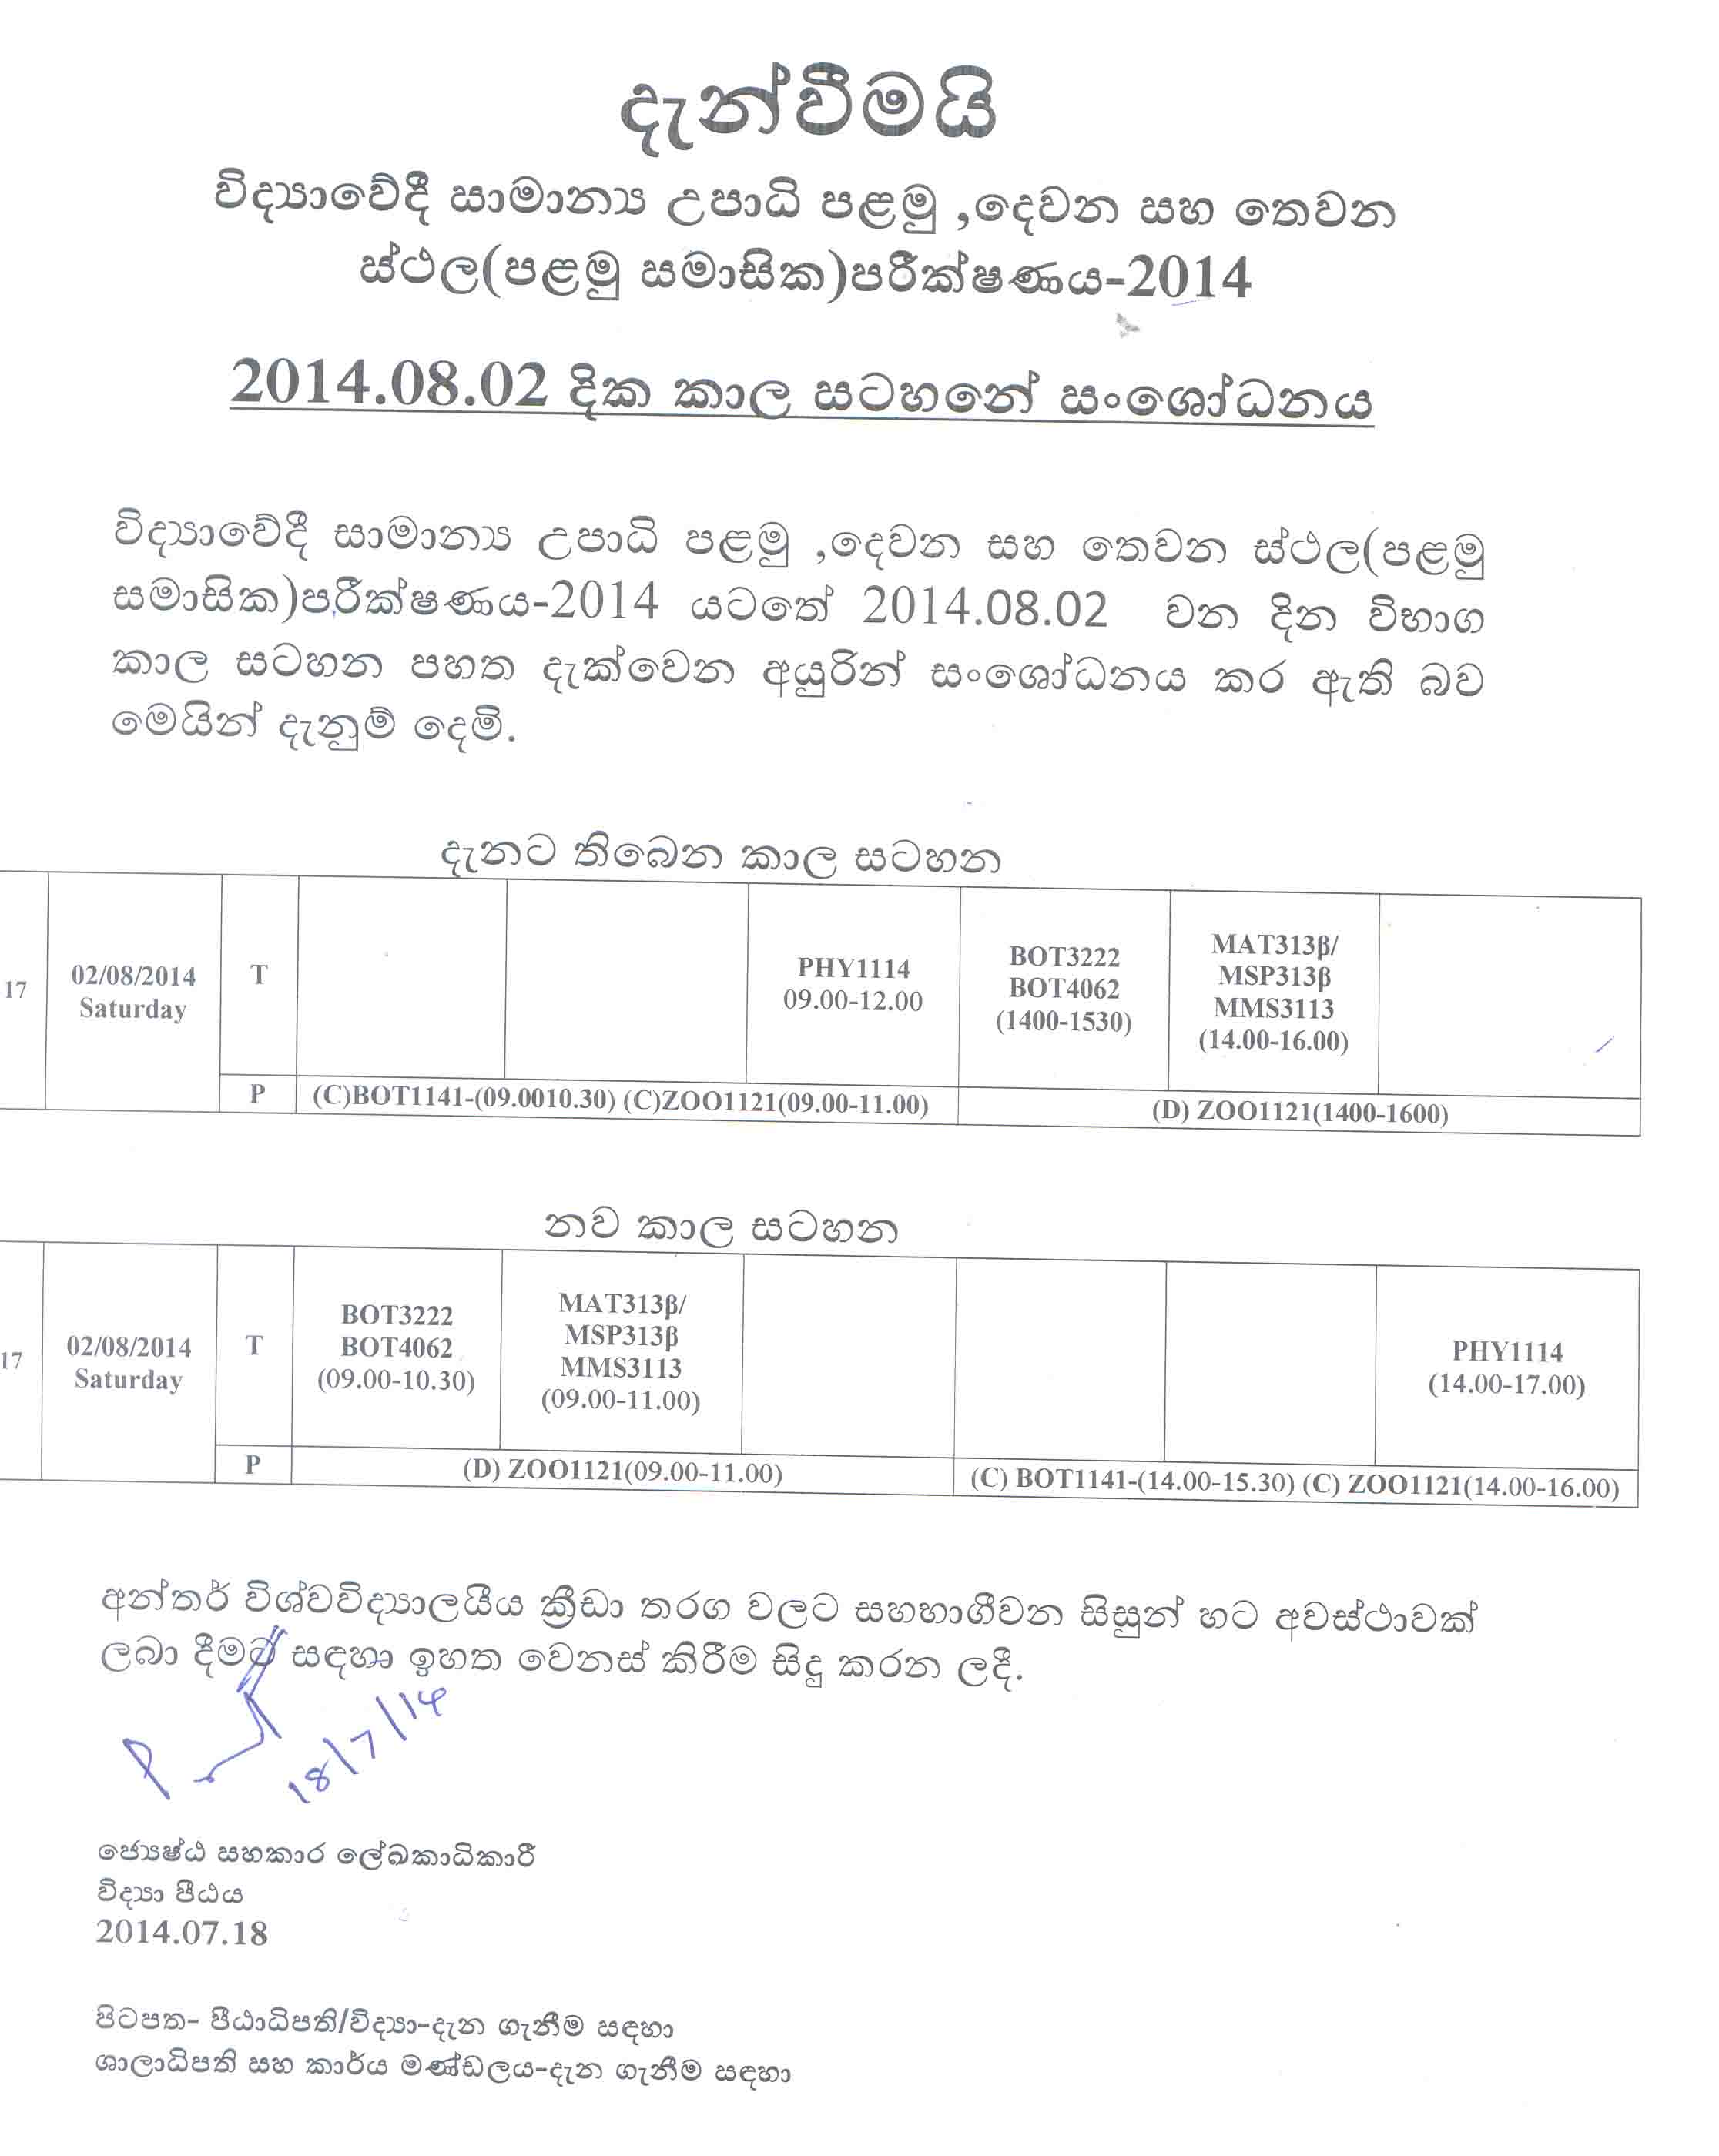 දැන්වීමයි
විද්‍යාවේදී සාමාන්‍ය උපාධි පළමු ,දෙවන සහ තෙවන
ස්ථල(පළමු සමාසික)පරීක්ෂණය-2014
2014.08.02 දික කාල සටහනේ සංශෝධනය
විද්‍යාවේදී සාමාන්‍ය උපාධි පළමු ,දෙවන සහ තෙවන ස්ථල(පළමු
සමාසික)පරීක්ෂණය-2014 යටතේ 2014.08.02 වන දින විභාග
කාල සටහන පහත දැක්වෙන අයුරින් සංශෝධනය කර ඇති බව
මෙයින් දැනුම් දෙමි.
දැනට තිබෙන කාල සටහන
17
02/08/2014
Saturday
T
PHY1114
09.00-12.00
BOT3222
BOT4062
(1400-1530)
MAT313β/
MSP313β
MMS3113
(14.00-16.00)
P
(C)BOT1141-(09.0010.30) (C)ZOO1121(09.00-11.00)
(D) ZOO1121(1400-1600)
නව කාල සටහන
17
02/08/2014
Saturday
T
BOT3222
BOT4062
(09.00-10.30)
MAT313β/
MSP313β
MMS3113
(09.00-11.00)
PHY1114
(14.00-17.00)
P
(D) ZOO1121(09.00-11.00)
(C) BOT1141-(14.00-15.30) (C) ZOO1121(14.00-16.00)
අන්තර් විශ්වවිද්‍යාලයීය ක්‍රීඩා තරග වලට සහභාගීවන සිසුන් හට අවස්ථාවක්
ලබා දීමට සඳහා ඉහත වෙනස් කිරීම සිදු කරන ලදී.
18/7/14
ජ්‍යෙෂ්ඨ සහකාර ලේඛකාධිකාරී
විද්‍යා පීඨය
2014.07.18
පිටපත- පීඨාධිපති/විද්‍යා-දැන ගැනීම සඳහා
ශාලාධිපති සහ කාර්ය මණ්ඩලය-දැන ගැනීම සඳහා